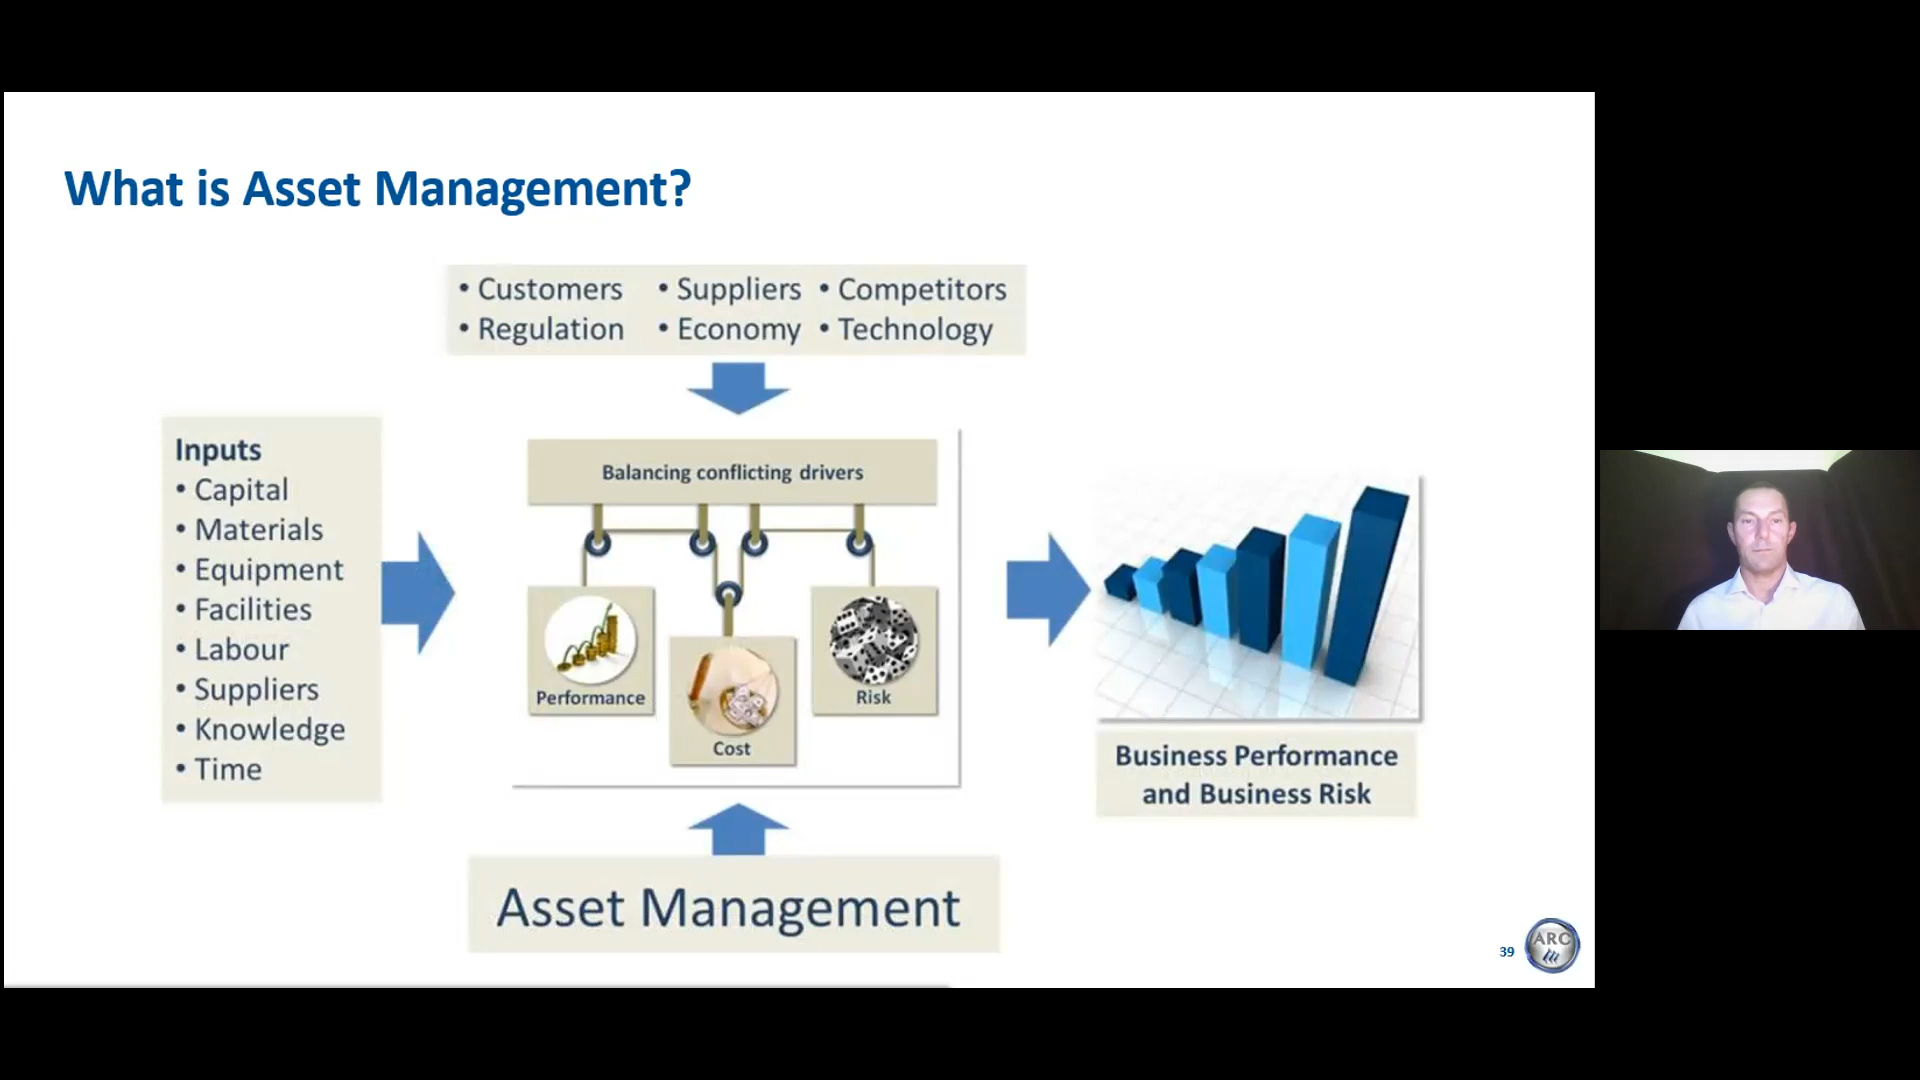 What is Asset Management?
• Customers • Suppliers • Competitors
• Regulation • Economy • Technology
Inputs
• Capital
• Materials
• Equipment
• Facilities
• Labour
• Suppliers
• Knowledge
• Time
Balancing conflicting drivers
Performance
Cost
Risk
Business Performance
and Business Risk
Asset Management
39
ARC